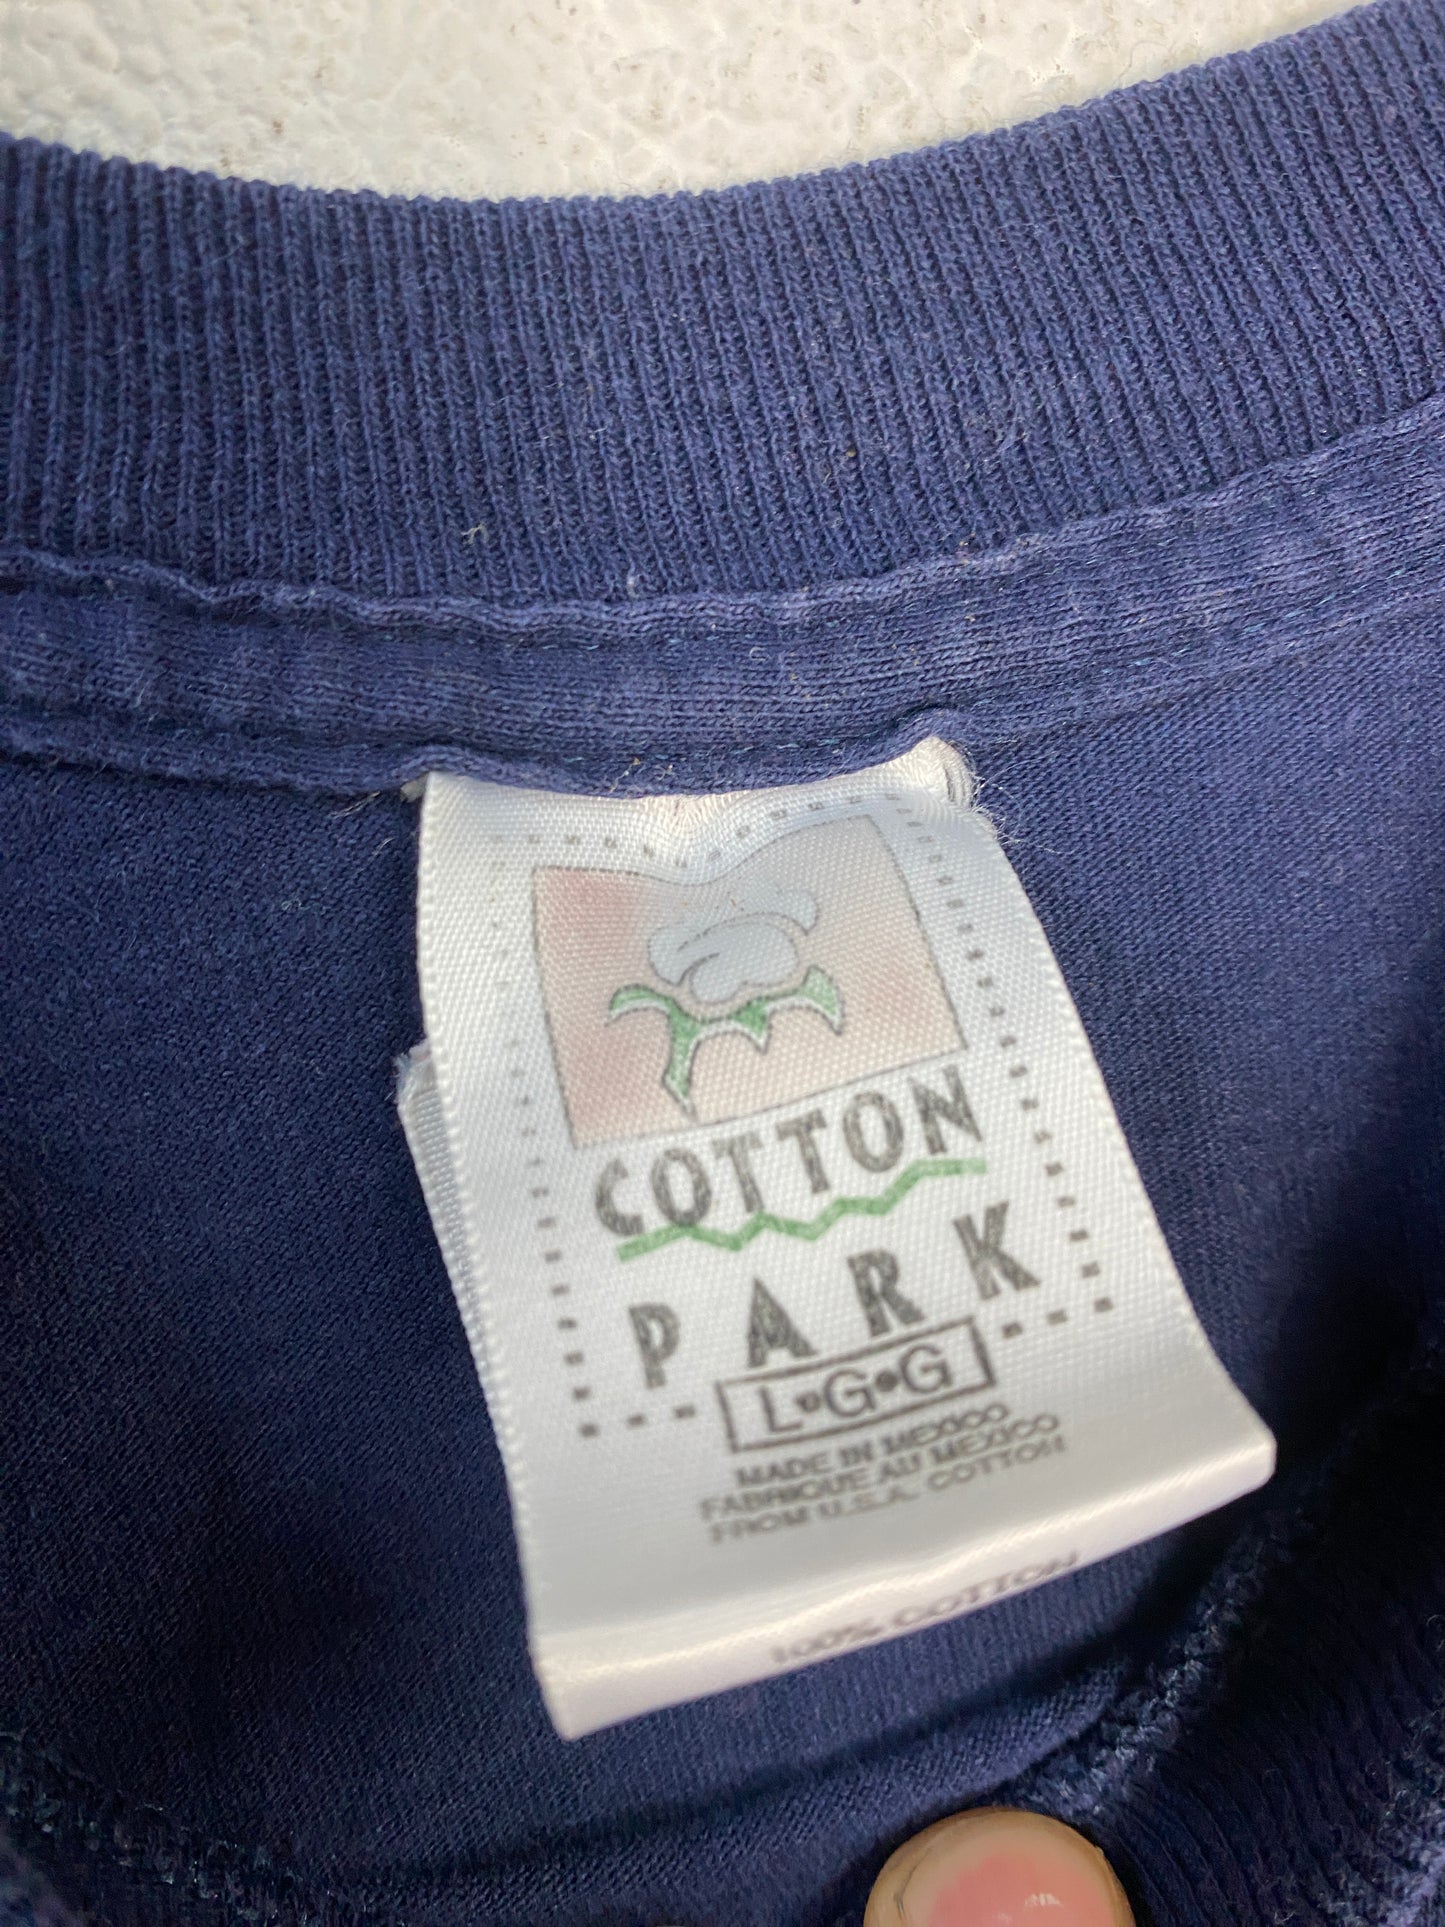 COTTON
PARK
L•G•G
MADE IN MEXICO
FABRIQUE AU MEXICO
FROM U.S.A. COTTON
100% COTTON